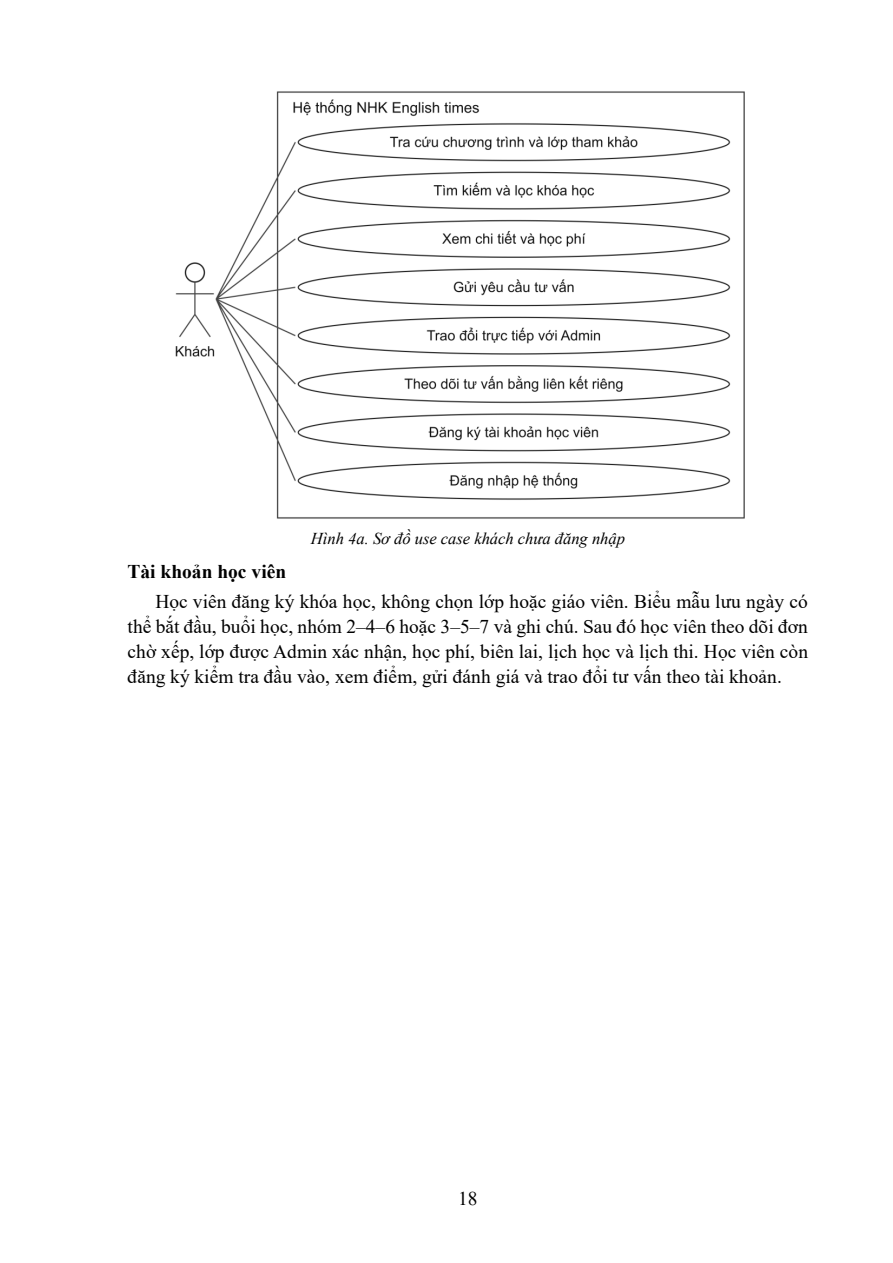 Hệ thống NHK English times
Tra cứu chương trình và lớp tham khảo
Tìm kiếm và lọc khóa học
Xem chi tiết và học phí
Gửi yêu cầu tư vấn
Trao đổi trực tiếp với Admin
Khách
Theo dõi tư vấn bằng liên kết riêng
Đăng ký tài khoản học viên
Đăng nhập hệ thống
Hình 4a. Sơ đồ use case khách chưa đăng nhập
Tài khoản học viên
Học viên đăng ký khóa học, không chọn lớp hoặc giáo viên. Biểu mẫu lưu ngày có
thể bắt đầu, buổi học, nhóm 2–4–6 hoặc 3–5–7 và ghi chú. Sau đó học viên theo dõi đơn
chờ xếp, lớp được Admin xác nhận, học phí, biên lai, lịch học và lịch thi. Học viên còn
đăng ký kiểm tra đầu vào, xem điểm, gửi đánh giá và trao đổi tư vấn theo tài khoản.
18